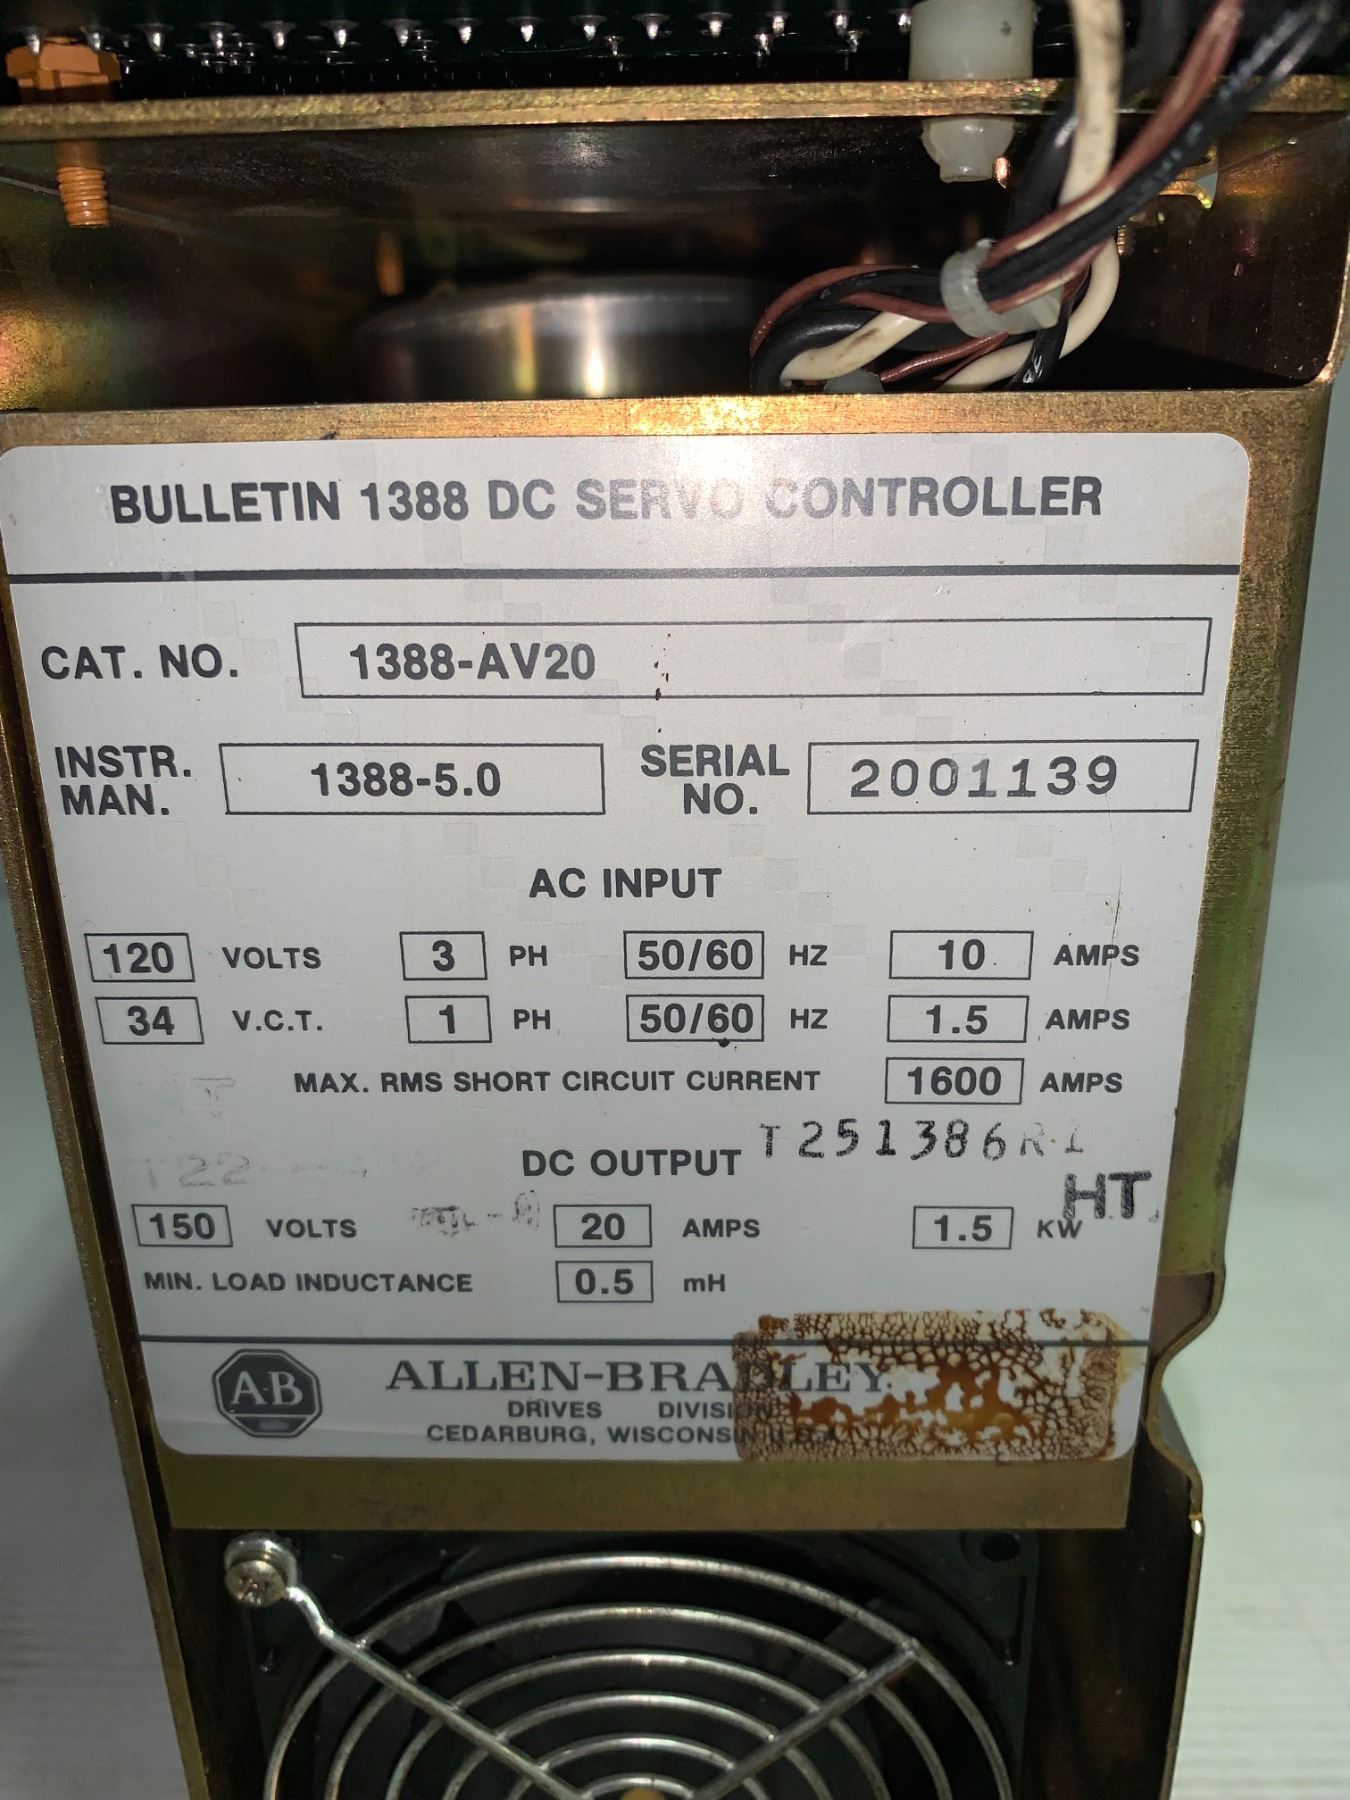 BULLETIN 1388 DC SERVO CONTROLLER
CAT. NO. 1388-AV20
INSTR. MAN. 1388-5.0 SERIAL NO. 2001139
AC INPUT
120 VOLTS 3 PH 50/60 HZ 10 AMPS
34 V.C.T. 1 PH 50/60 HZ 1.5 AMPS
MAX. RMS SHORT CIRCUIT CURRENT 1600 AMPS
T251386R1
DC OUTPUT
HT
150 VOLTS 20 AMPS 1.5 KW
MIN. LOAD INDUCTANCE 0.5 mH
A-B ALLEN-BRADLEY
DRIVES DIVISION
CEDARBURG, WISCONSIN U.S.A.